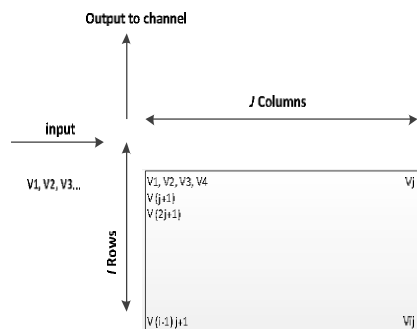 Output to channel
J Columns
input
V1, V2, V3...
I Rows
V1, V2, V3, V4
Vj
V(j+1)
V(2j+1)
V(i-1)j+1
Vij